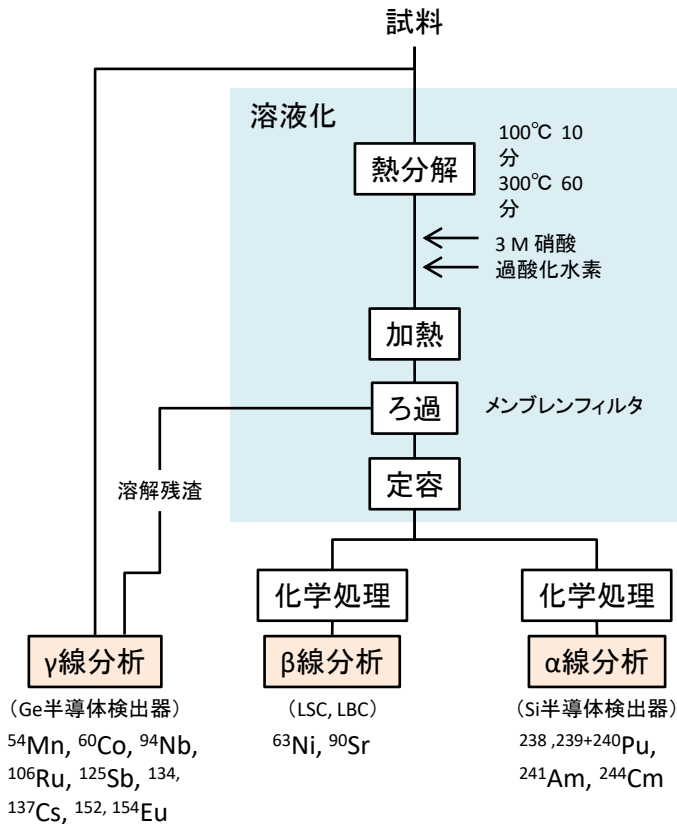 試料
溶液化
熱分解
100℃ 10
分
300℃ 60
分
3 M 硝酸
過酸化水素
加熱
ろ過
メンブレンフィルタ
溶解残渣
定容
化学処理
化学処理
γ線分析
β線分析
α線分析
(Ge半導体検出器)
⁵⁴Mn, ⁶⁰Co, ⁹⁴Nb,
¹⁰⁶Ru, ¹²⁵Sb, ¹³⁴,
¹³⁷Cs, ¹⁵², ¹⁵⁴Eu
(LSC, LBC)
⁶³Ni, ⁹⁰Sr
(Si半導体検出器)
²³⁸ ,²³⁹⁺²⁴⁰Pu,
²⁴¹Am, ²⁴⁴Cm